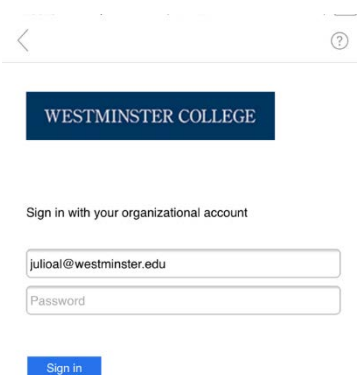 ?
WESTMINSTER COLLEGE
Sign in with your organizational account
julioal@westminster.edu
Password
Sign in